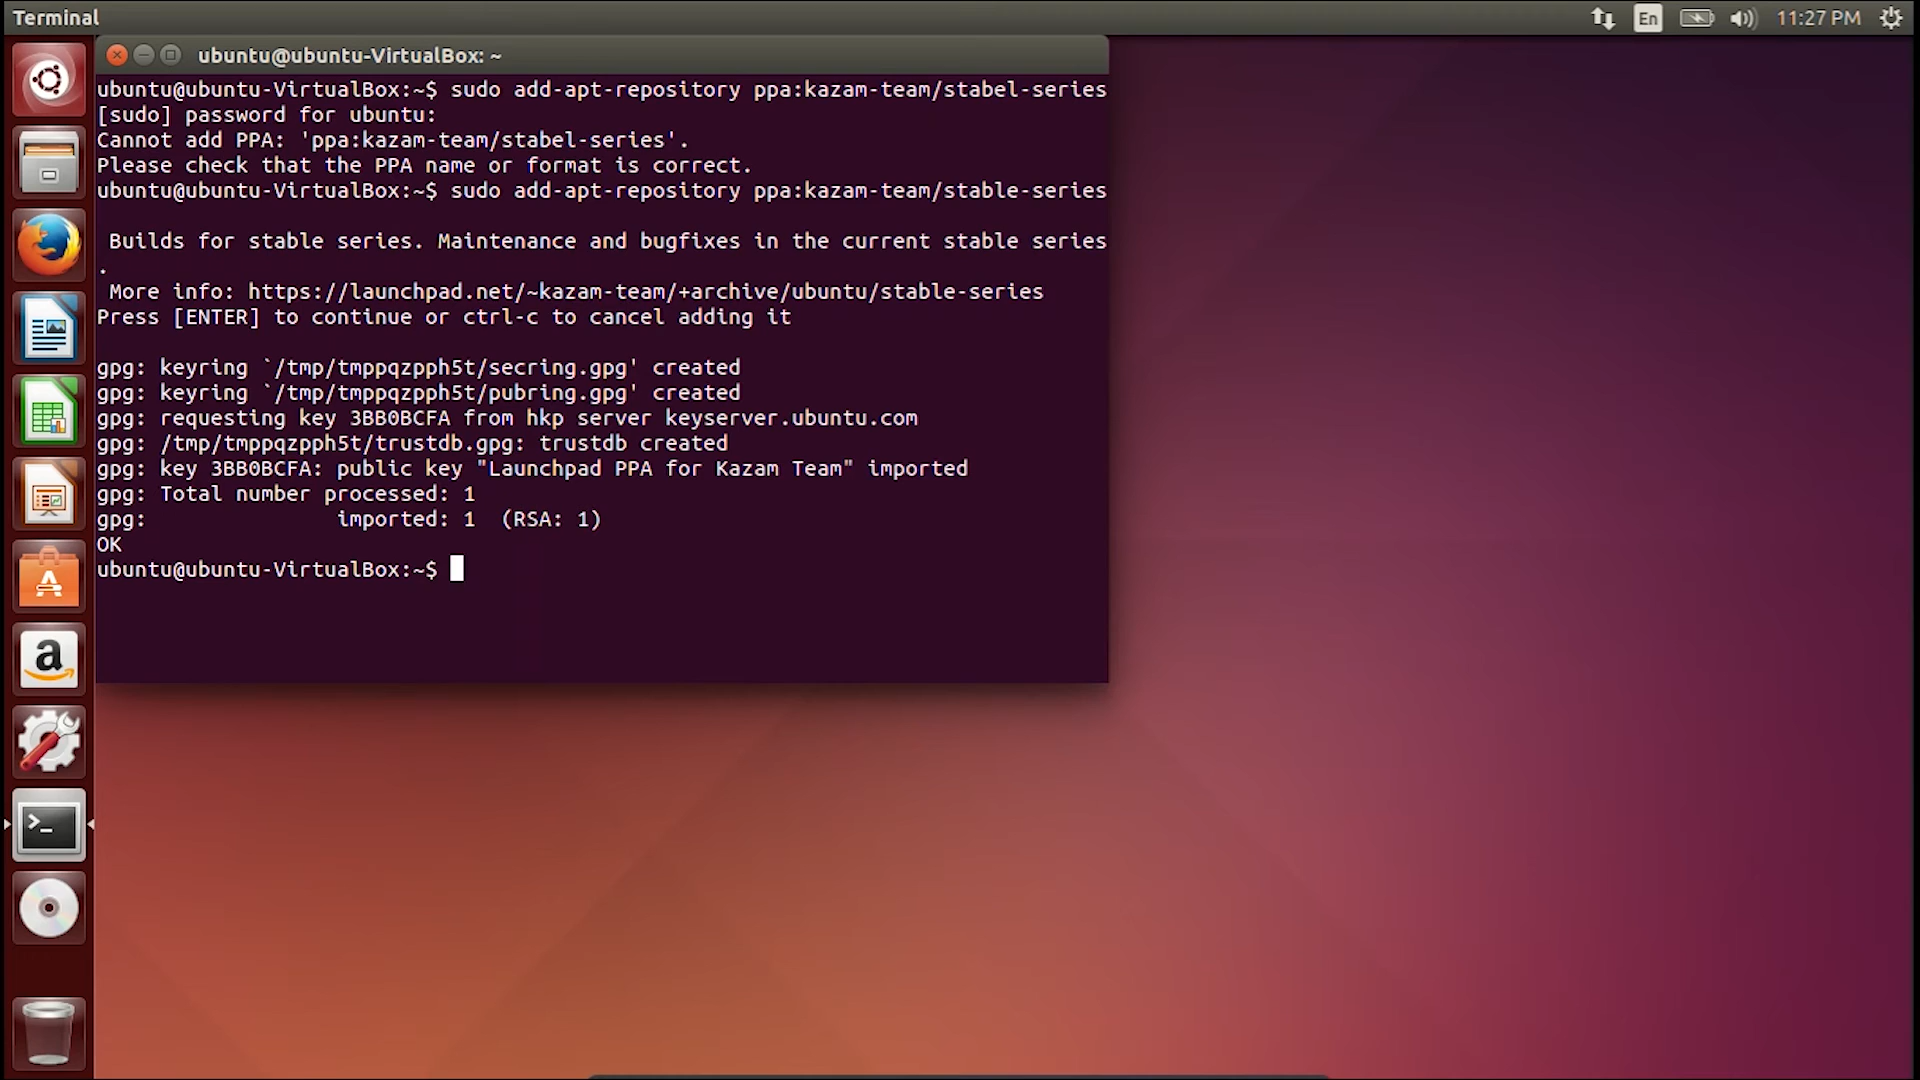 Terminal
En
11:27 PM
ubuntu@ubuntu-VirtualBox: ~
ubuntu@ubuntu-VirtualBox:~$ sudo add-apt-repository ppa:kazam-team/stabel-series
[sudo] password for ubuntu:
Cannot add PPA: 'ppa:kazam-team/stabel-series'.
Please check that the PPA name or format is correct.
ubuntu@ubuntu-VirtualBox:~$ sudo add-apt-repository ppa:kazam-team/stable-series
Builds for stable series. Maintenance and bugfixes in the current stable series
.
More info: https://launchpad.net/~kazam-team/+archive/ubuntu/stable-series
Press [ENTER] to continue or ctrl-c to cancel adding it
gpg: keyring `/tmp/tmppqzpph5t/secring.gpg' created
gpg: keyring `/tmp/tmppqzpph5t/pubring.gpg' created
gpg: requesting key 3BB0BCFA from hkp server keyserver.ubuntu.com
gpg: /tmp/tmppqzpph5t/trustdb.gpg: trustdb created
gpg: key 3BB0BCFA: public key "Launchpad PPA for Kazam Team" imported
gpg: Total number processed: 1
gpg:               imported: 1  (RSA: 1)
OK
ubuntu@ubuntu-VirtualBox:~$